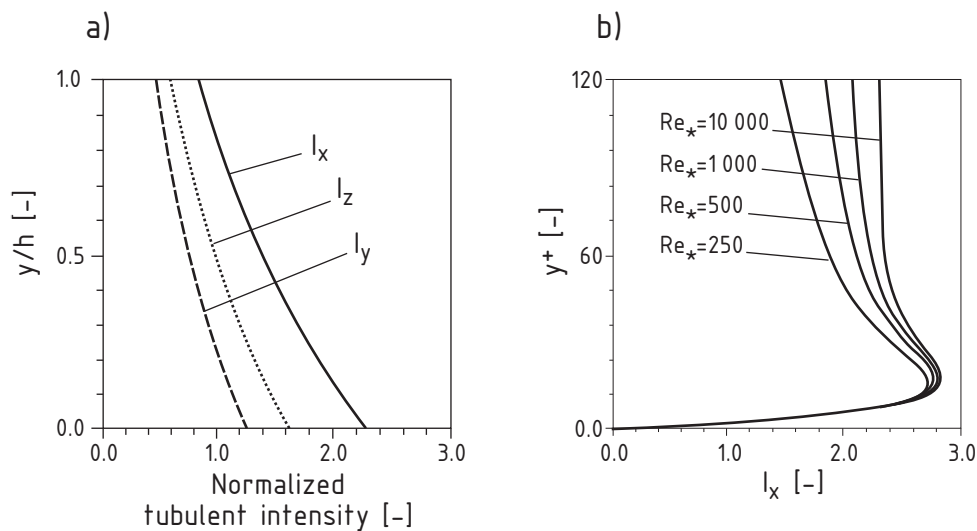 a)
1.0
0.5
0.0
y/h [–]
I_x
I_z
I_y
0.0
1.0
2.0
3.0
Normalized
tubulent intensity [–]
b)
120
60
0.0
y⁺ [–]
Re_*=10 000
Re_*=1 000
Re_*=500
Re_*=250
0.0
1.0
2.0
3.0
I_x [–]